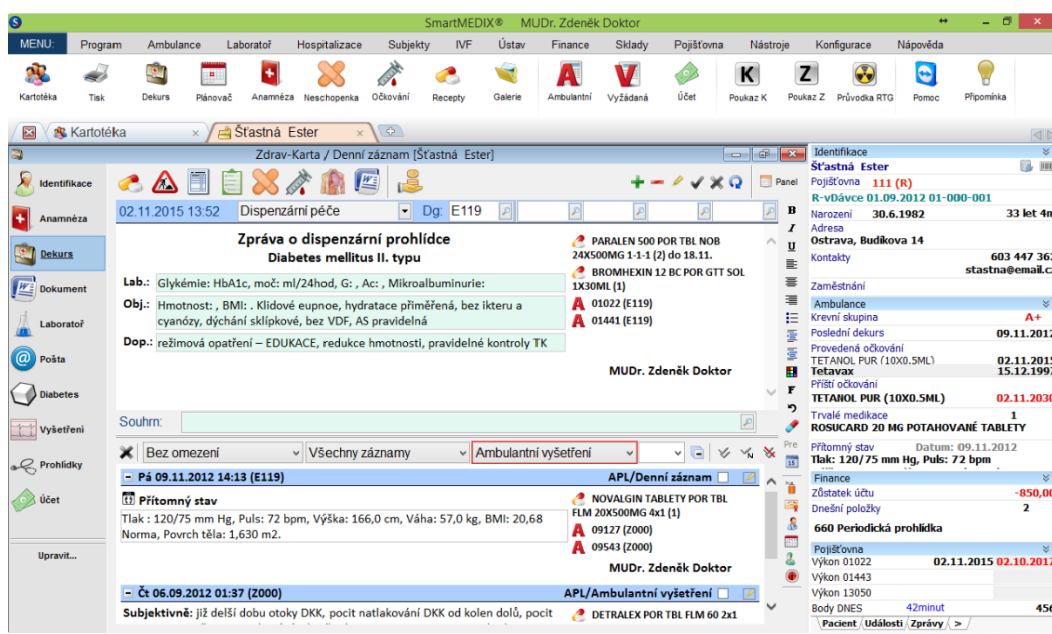 SmartMEDIX® MUDr. Zdeněk Doktor
MENU: Program Ambulance Laboratoř Hospitalizace Subjekty IVF Ústav Finance Sklady Pojišťovna Nástroje Konfigurace Nápověda
Kartotéka Tisk Dekurs Plánovač Anamnéza Neschopenka Očkování Recepty Galerie Ambulantní Vyžádaná Účet Poukaz K Poukaz Z Průvodka RTG Pomoc Připomínka
Kartotéka Šťastná Ester
Zdrav-Karta / Denní záznam [Šťastná Ester]
Identifikace
Anamnéza
Dekurs
Dokument
Laboratoř
Pošta
Diabetes
Vyšetření
Prohlídky
Účet
Upravit...
Panel
02.11.2015 13:52 Dispenzární péče Dg: E119
Zpráva o dispenzární prohlídce
Diabetes mellitus II. typu
Lab.: Glykémie: HbA1c, moč: ml/24hod, G: , Ac: , Mikroalbuminurie:
Obj.: Hmotnost: , BMI: . Klidové eupnoe, hydratace přiměřená, bez ikteru a
cyanózy, dýchání sklípkové, bez VDF, AS pravidelná
Dop.: režimová opatření – EDUKACE, redukce hmotnosti, pravidelné kontroly TK
PARALEN 500 POR TBL NOB
24X500MG 1-1-1 (2) do 18.11.
BROMHEXIN 12 BC POR GTT SOL
1X30ML (1)
A 01022 (E119)
A 01441 (E119)
MUDr. Zdeněk Doktor
B
I
U
F
Pre
15
Souhrn:
Bez omezení Všechny záznamy Ambulantní vyšetření
Pá 09.11.2012 14:13 (E119) APL/Denní záznam
Přítomný stav
Tlak : 120/75 mm Hg, Puls: 72 bpm, Výška: 166,0 cm, Váha: 57,0 kg, BMI: 20,68
Norma, Povrch těla: 1,630 m2.
NOVALGIN TABLETY POR TBL
FLM 20X500MG 4x1 (1)
A 09127 (Z000)
A 09543 (Z000)
MUDr. Zdeněk Doktor
Čt 06.09.2012 01:37 (Z000) APL/Ambulantní vyšetření
Subjektivně: již delší dobu otoky DKK, pocit natlakování DKK od kolen dolů, pocit
DETRALEX POR TBL FLM 60 2x1
Identifikace
Šťastná Ester
Pojišťovna 111 (R)
R-vDávce 01.09.2012 01-000-001
Narození 30.6.1982 33 let 4m
Adresa
Ostrava, Budíkova 14
Kontakty 603 447 363
stastna@email.c
Zaměstnání
Ambulance
Krevní skupina A+
Poslední dekurs 09.11.2012
Provedená očkování
TETANOL PUR (10X0.5ML) 02.11.2015
Tetavax 15.12.1997
Příští očkování
TETANOL PUR (10X0.5ML) 02.11.2030
Trvalé medikace 1
ROSUCARD 20 MG POTAHOVANÉ TABLETY
Přítomný stav Datum: 09.11.2012
Tlak: 120/75 mm Hg, Puls: 72 bpm
Finance
Zůstatek účtu -850,00
Dnešní položky 2
660 Periodická prohlídka
Pojišťovna
Výkon 01022 02.11.2015 02.10.2017
Výkon 01443
Výkon 13050
Body DNES 42minut 456
Pacient Události Zprávy >